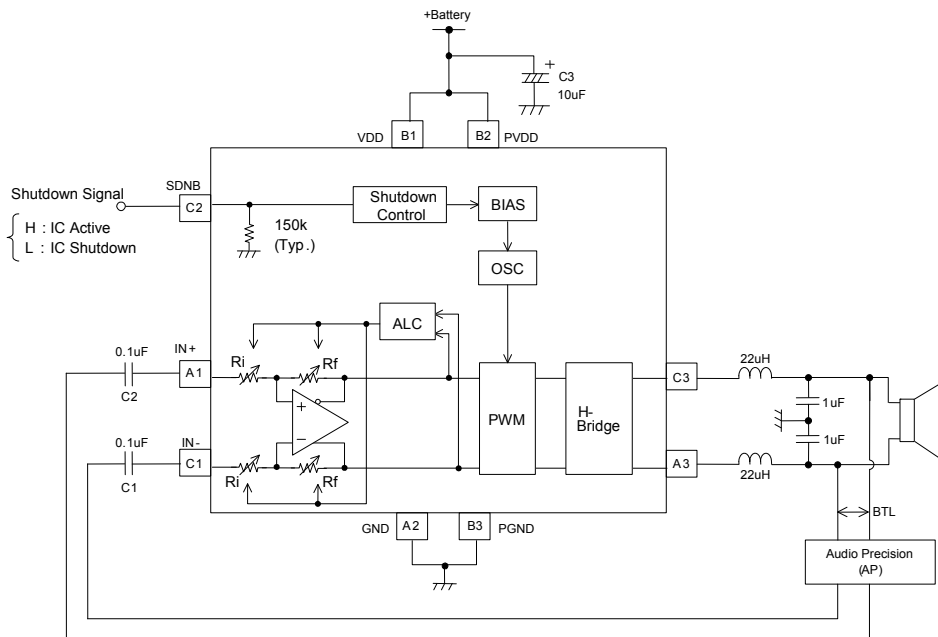 +Battery
+
C3
10uF
VDD
B1
B2
PVDD
SDNB
Shutdown Signal
C2
H : IC Active
L : IC Shutdown
150k
(Typ.)
Shutdown
Control
BIAS
OSC
ALC
0.1uF
IN+
A1
C2
Ri
Rf
+
−
PWM
H-
Bridge
C3
22uH
1uF
1uF
0.1uF
IN-
C1
C1
Ri
Rf
A3
22uH
BTL
GND
A2
B3
PGND
Audio Precision
(AP)